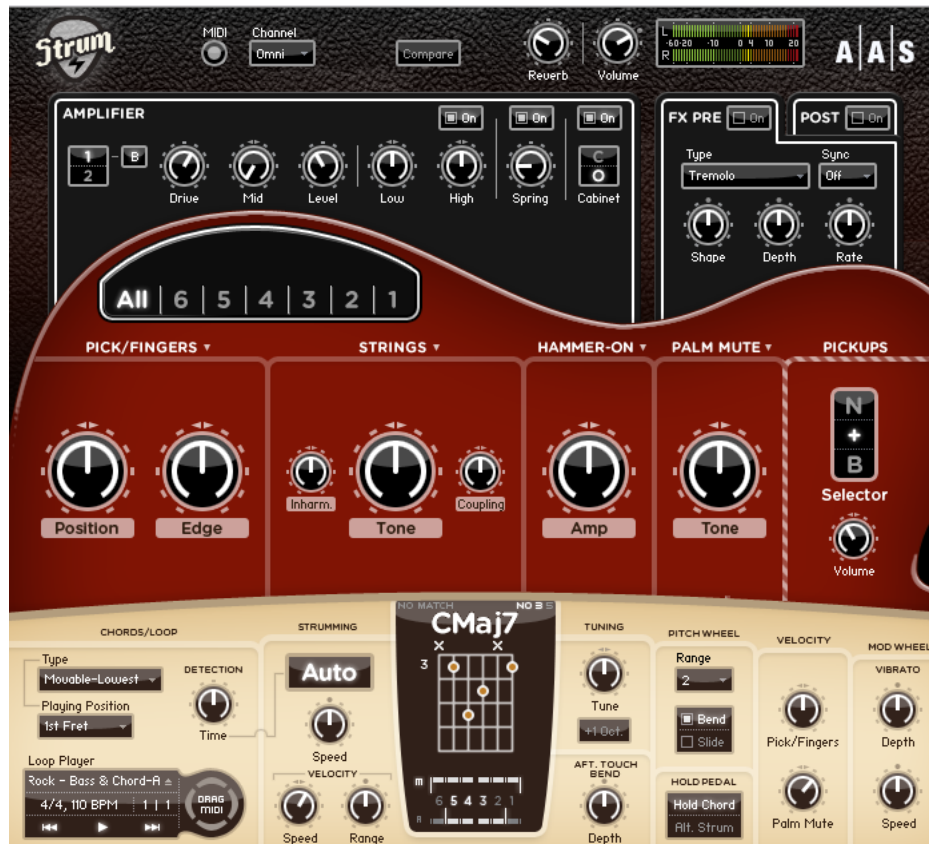 Strum
MIDI
Channel
Omni
Compare
Reverb
Volume
L
-60-20 -10 0 4 10 20
R
A|A|S
AMPLIFIER
On
On
On
1
2
B
C
O
Drive
Mid
Level
Low
High
Spring
Cabinet
FX PRE
On
POST
On
Type
Sync
Tremolo
Off
Shape
Depth
Rate
All | 6 | 5 | 4 | 3 | 2 | 1
PICK/FINGERS
STRINGS
HAMMER-ON
PALM MUTE
PICKUPS
N
+
B
Selector
Volume
Position
Edge
Inharm.
Tone
Coupling
Amp
Tone
CHORDS/LOOP
Type
Movable-Lowest
Playing Position
1st Fret
DETECTION
Time
Loop Player
Rock - Bass & Chord-A
4/4, 110 BPM
1 | 1
DRAG
MIDI
STRUMMING
Auto
Speed
VELOCITY
Speed
Range
NO MATCH
NO 3 5
CMaj7
X X
3
m
6 5 4 3 2 1
A
TUNING
Tune
+1 Oct.
AFT. TOUCH
BEND
Depth
PITCH WHEEL
Range
2
Bend
Slide
HOLD PEDAL
Hold Chord
Alt. Strum
VELOCITY
Pick/Fingers
Palm Mute
MOD WHEEL
VIBRATO
Depth
Speed